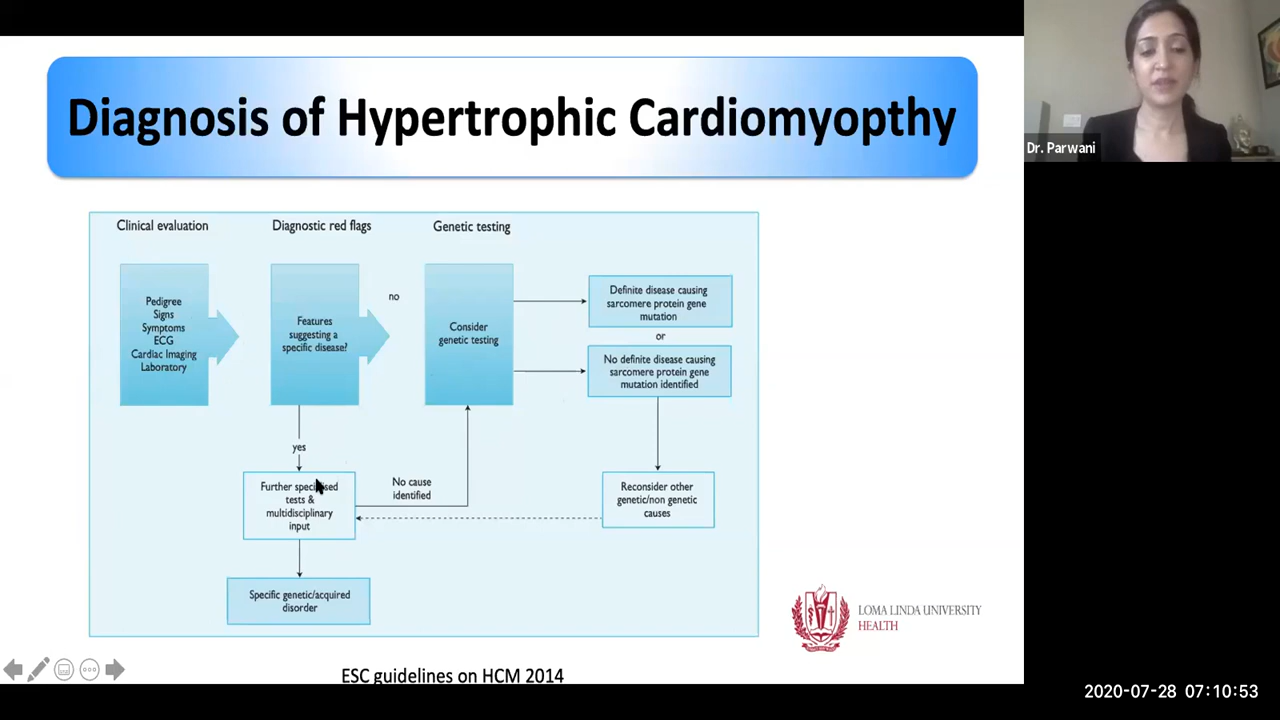 Diagnosis of Hypertrophic Cardiomyopthy
Dr. Parwani
Clinical evaluation
Diagnostic red flags
Genetic testing
Pedigree
Signs
Symptoms
ECG
Cardiac Imaging
Laboratory
Features
suggesting a
specific disease?
no
Consider
genetic testing
Definite disease causing
sarcomere protein gene
mutation
or
No definite disease causing
sarcomere protein gene
mutation identified
yes
Further specialised
tests &
multidisciplinary
input
No cause
identified
Reconsider other
genetic/non genetic
causes
Specific genetic/acquired
disorder
LOMA LINDA UNIVERSITY
HEALTH
ESC guidelines on HCM 2014
2020-07-28 07:10:53